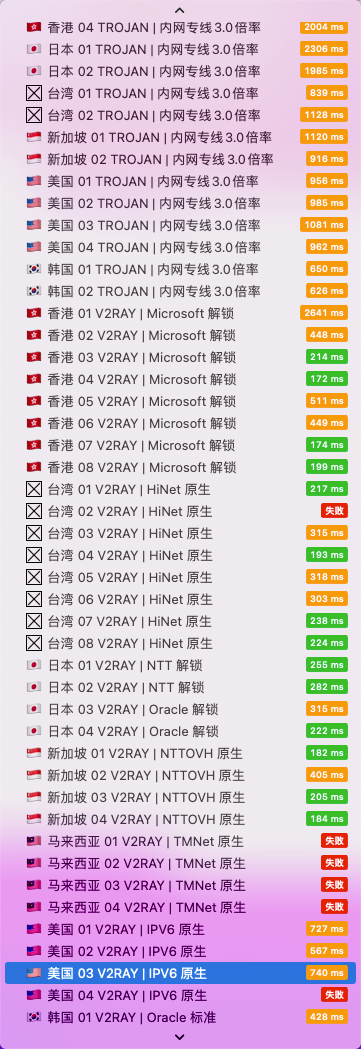 香港 04 TROJAN | 内网专线3.0倍率 2004 ms
日本 01 TROJAN | 内网专线3.0倍率 2306 ms
日本 02 TROJAN | 内网专线3.0倍率 1985 ms
台湾 01 TROJAN | 内网专线3.0倍率 839 ms
台湾 02 TROJAN | 内网专线3.0倍率 1128 ms
新加坡 01 TROJAN | 内网专线3.0倍率 1120 ms
新加坡 02 TROJAN | 内网专线3.0倍率 916 ms
美国 01 TROJAN | 内网专线3.0倍率 956 ms
美国 02 TROJAN | 内网专线3.0倍率 985 ms
美国 03 TROJAN | 内网专线3.0倍率 1081 ms
美国 04 TROJAN | 内网专线3.0倍率 962 ms
韩国 01 TROJAN | 内网专线3.0倍率 650 ms
韩国 02 TROJAN | 内网专线3.0倍率 626 ms
香港 01 V2RAY | Microsoft 解锁 2641 ms
香港 02 V2RAY | Microsoft 解锁 448 ms
香港 03 V2RAY | Microsoft 解锁 214 ms
香港 04 V2RAY | Microsoft 解锁 172 ms
香港 05 V2RAY | Microsoft 解锁 511 ms
香港 06 V2RAY | Microsoft 解锁 449 ms
香港 07 V2RAY | Microsoft 解锁 174 ms
香港 08 V2RAY | Microsoft 解锁 199 ms
台湾 01 V2RAY | HiNet 原生 217 ms
台湾 02 V2RAY | HiNet 原生 失败
台湾 03 V2RAY | HiNet 原生 315 ms
台湾 04 V2RAY | HiNet 原生 193 ms
台湾 05 V2RAY | HiNet 原生 318 ms
台湾 06 V2RAY | HiNet 原生 303 ms
台湾 07 V2RAY | HiNet 原生 238 ms
台湾 08 V2RAY | HiNet 原生 224 ms
日本 01 V2RAY | NTT 解锁 255 ms
日本 02 V2RAY | NTT 解锁 282 ms
日本 03 V2RAY | Oracle 解锁 315 ms
日本 04 V2RAY | Oracle 解锁 222 ms
新加坡 01 V2RAY | NTTOVH 原生 182 ms
新加坡 02 V2RAY | NTTOVH 原生 405 ms
新加坡 03 V2RAY | NTTOVH 原生 205 ms
新加坡 04 V2RAY | NTTOVH 原生 184 ms
马来西亚 01 V2RAY | TMNet 原生 失败
马来西亚 02 V2RAY | TMNet 原生 失败
马来西亚 03 V2RAY | TMNet 原生 失败
马来西亚 04 V2RAY | TMNet 原生 失败
美国 01 V2RAY | IPV6 原生 727 ms
美国 02 V2RAY | IPV6 原生 567 ms
美国 03 V2RAY | IPV6 原生 740 ms
美国 04 V2RAY | IPV6 原生 失败
韩国 01 V2RAY | Oracle 标准 428 ms